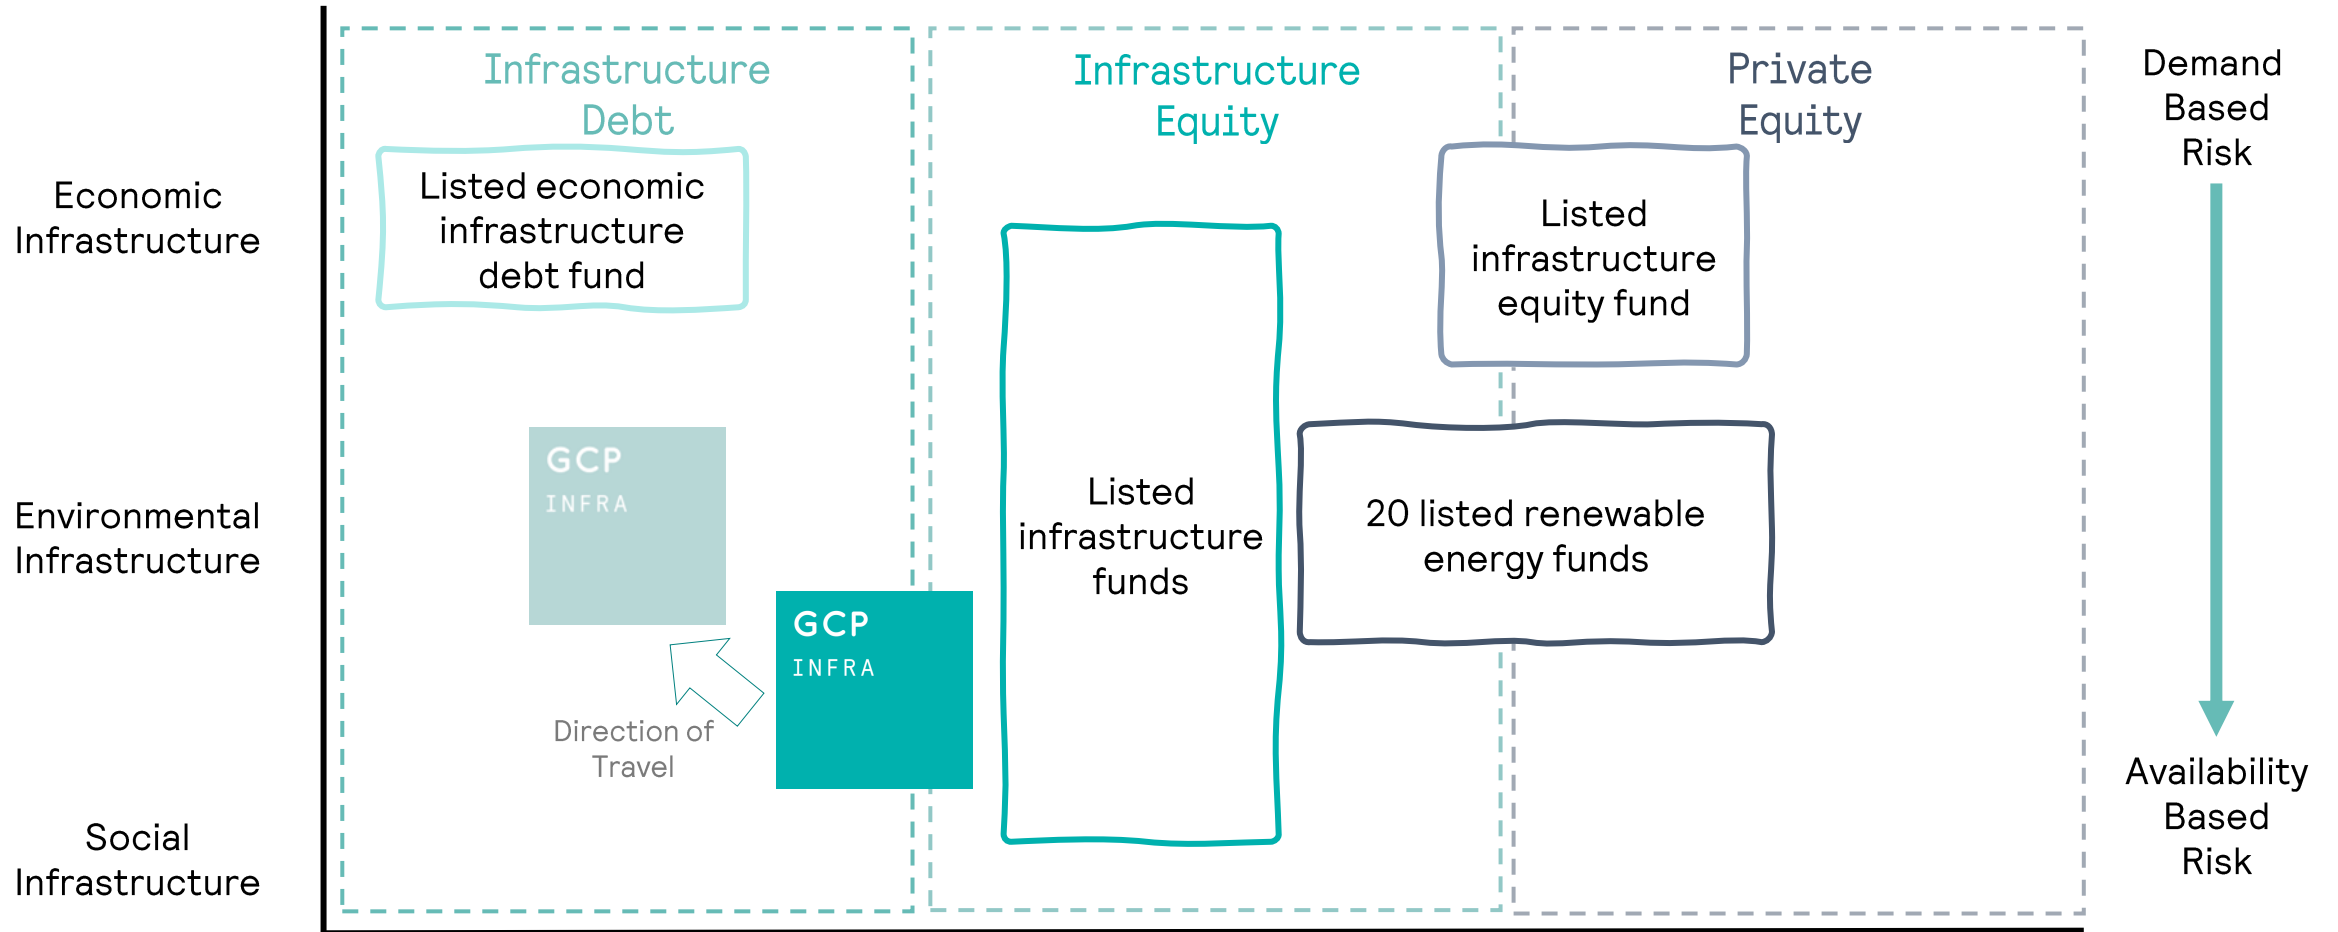 Infrastructure
Debt
Infrastructure
Equity
Private
Equity
Demand
Based
Risk
Economic
Infrastructure
Listed economic
infrastructure
debt fund
Listed
infrastructure
equity fund
Environmental
Infrastructure
GCP
INFRA
Listed
infrastructure
funds
20 listed renewable
energy funds
GCP
INFRA
Direction of
Travel
Social
Infrastructure
Availability
Based
Risk